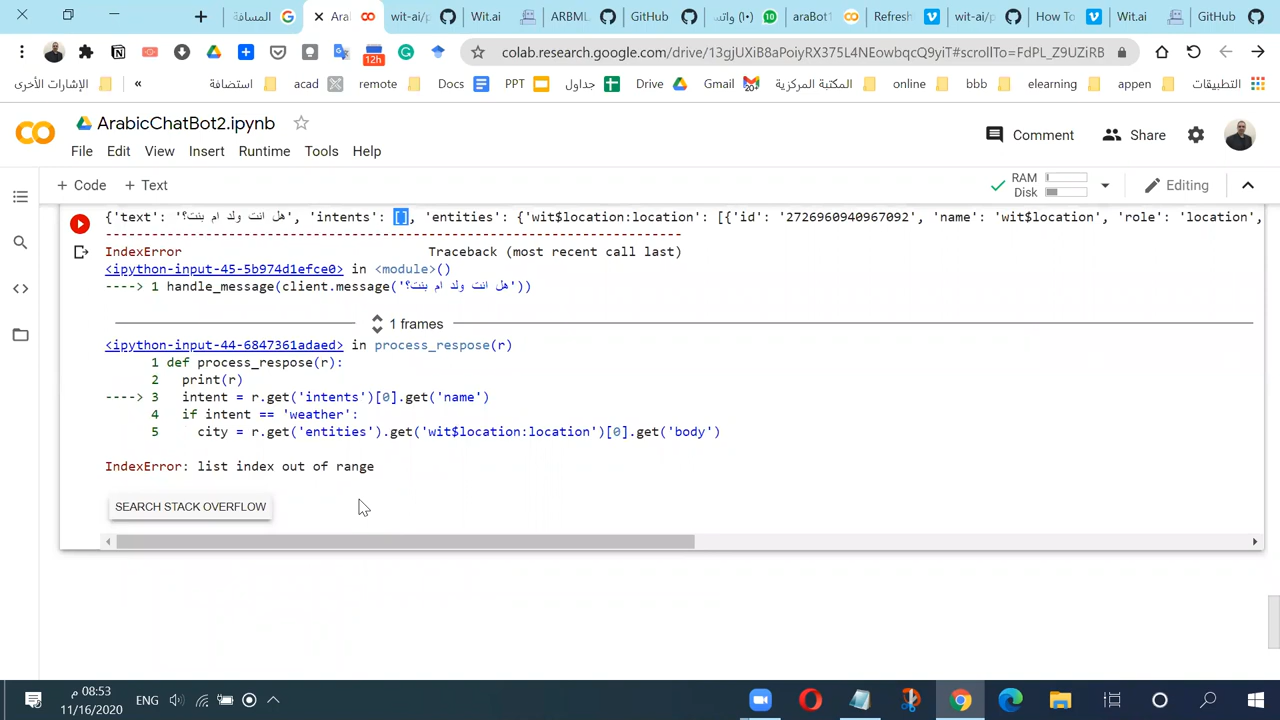 المسافة
Ara
wit-ai/p
Wit.ai
ARBML
GitHub
(10) واتس
araBot1
Refresh
wit-ai/p
How To
Wit.ai
GitHub
colab.research.google.com/drive/13gjUXiB8aPvmBX375L4NEowbqcQ9yiT#scrollTo=FdPL_Z9UZiRB
12h
الإشارات الأخرى
«
استضافة
acad
remote
Docs
PPT
جداول
Drive
Gmail
المكتبة المركزية
online
bbb
elearning
appen
التطبيقات
ArabicChatBot2.ipynb
File Edit View Insert Runtime Tools Help
Comment
Share
+ Code + Text
RAM
Disk
Editing
{'text': 'هل انت ولد ام بنت؟', 'intents': [], 'entities': {'wit$location:location': [{'id': '2726960940967092', 'name': 'wit$location', 'role': 'location',
---------------------------------------------------------------------------
IndexError Traceback (most recent call last)
<ipython-input-45-5b974d1efce0> in <module>()
----> 1 handle_message(client.message('هل انت ولد ام بنت؟'))
1 frames
<ipython-input-44-6847361adaed> in process_respose(r)
1 def process_respose(r):
2 print(r)
----> 3 intent = r.get('intents')[0].get('name')
4 if intent == 'weather':
5 city = r.get('entities').get('wit$location:location')[0].get('body')
IndexError: list index out of range
SEARCH STACK OVERFLOW
08:53 م
11/16/2020
ENG